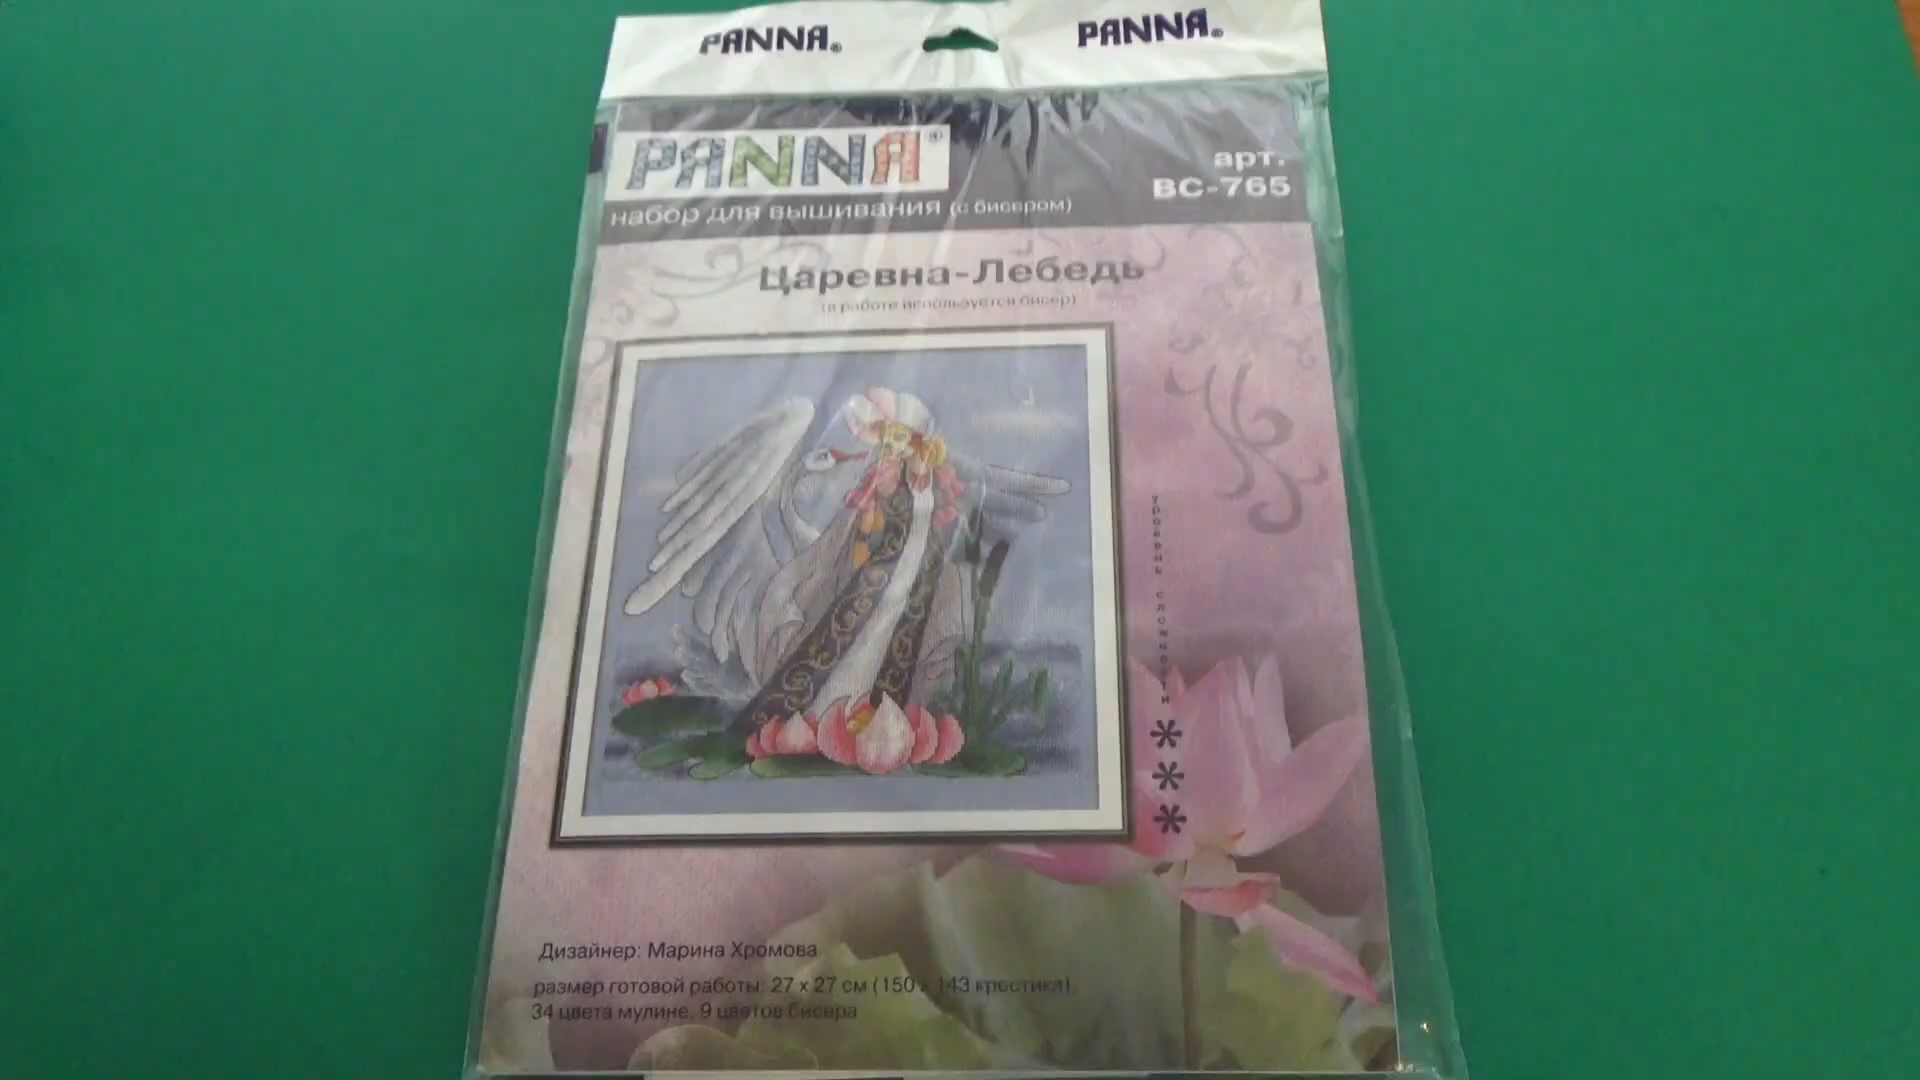 PANNA® PANNA®
PANNA®
арт.
ВС-765
набор для вышивания (с бисером)
Царевна-Лебедь
(в работе используется бисер)
уровень сложности
***
Дизайнер: Марина Хромова
размер готовой работы: 27 x 27 см (150 x 143 крестика),
34 цвета мулине, 9 цветов бисера